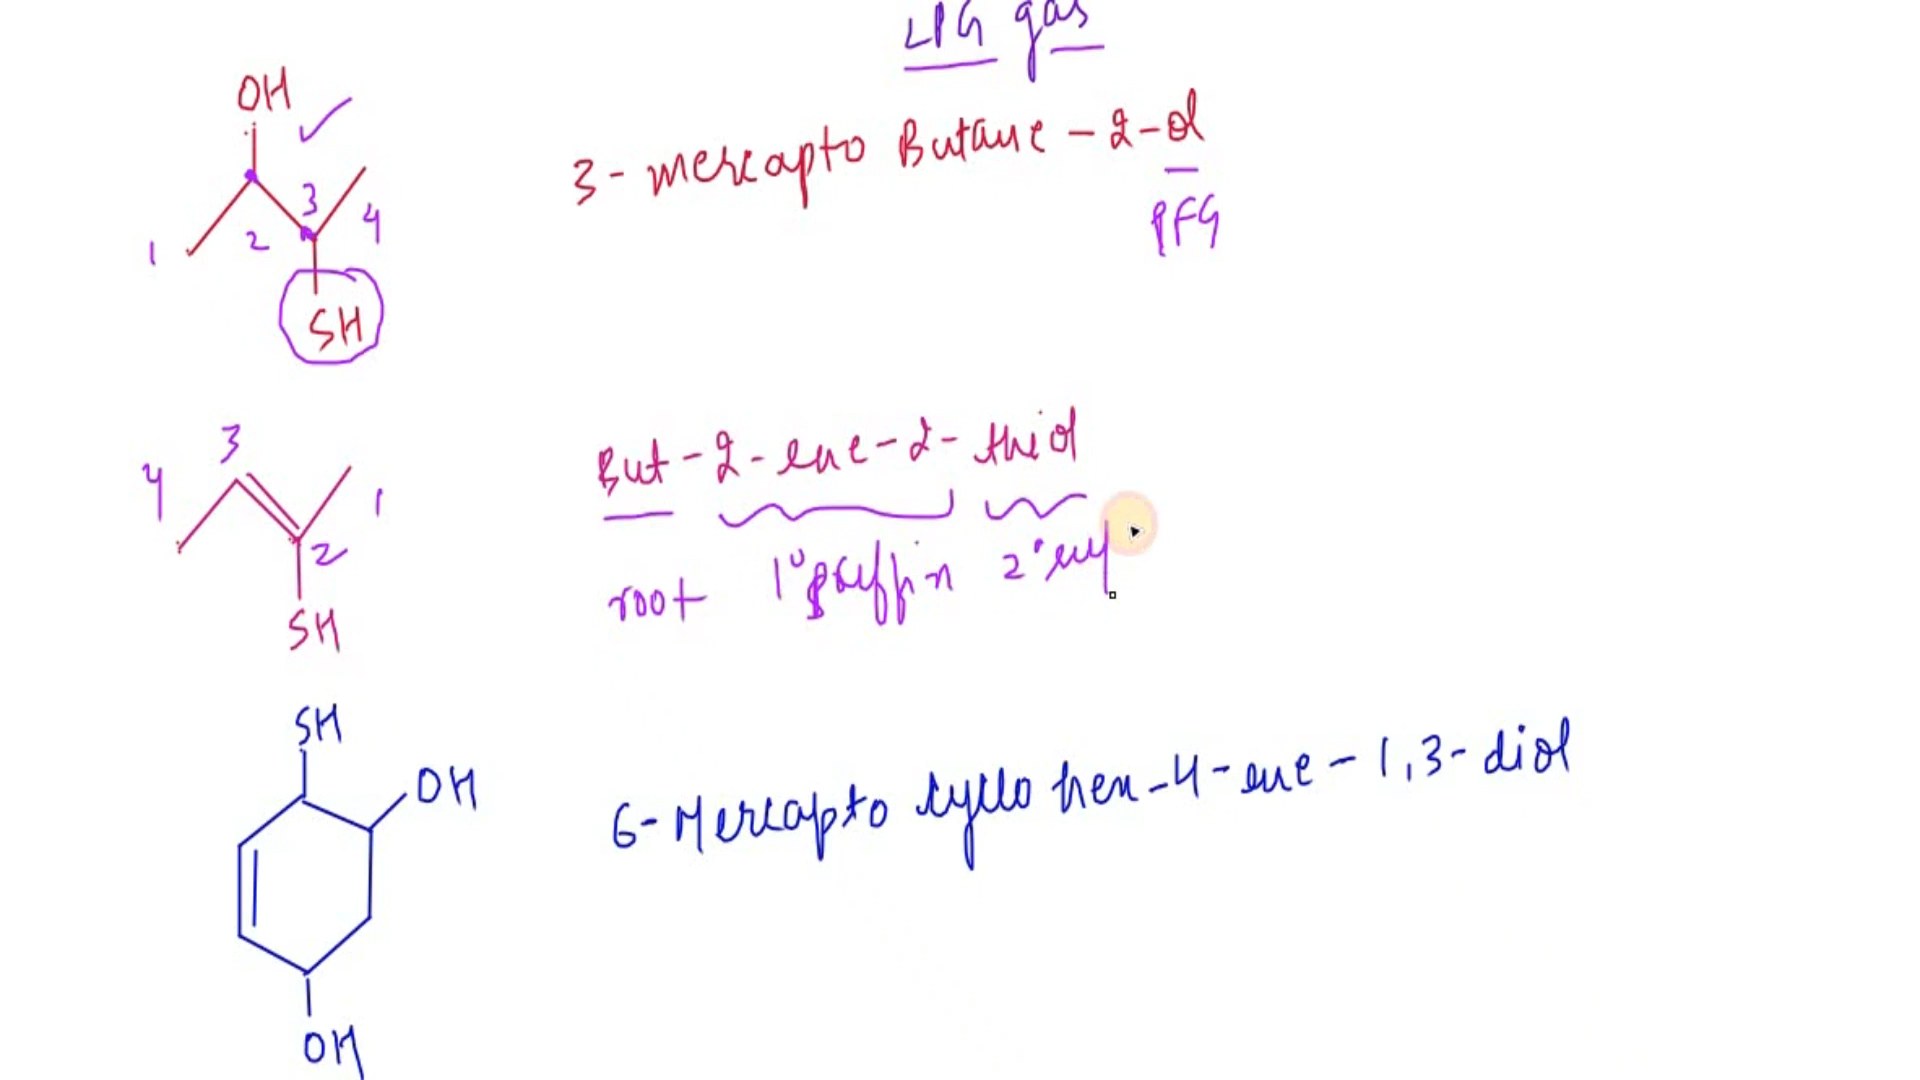 LPG gas
OH
3-mercapto Butane-2-ol
PFG
1 2 3 4
SH
But-2-ene-2-thiol
root 1° suffix 2° suf
4 3 2 1
SH
SH
OH
6-Mercapto cyclo hex-4-ene-1,3-diol
OH